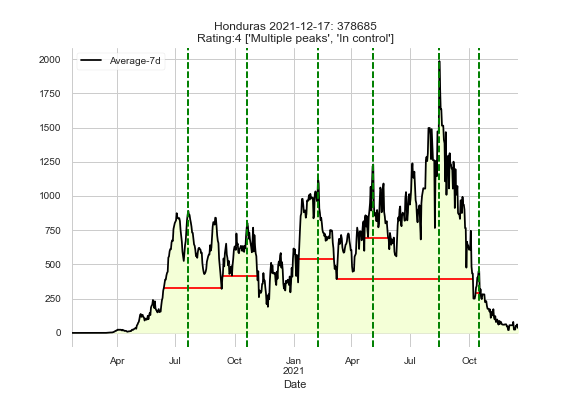 Honduras 2021-12-17: 378685
Rating:4 ['Multiple peaks', 'In control']
Average-7d
2000
1750
1500
1250
1000
750
500
250
0
Apr Jul Oct Jan Apr Jul Oct
2021
Date